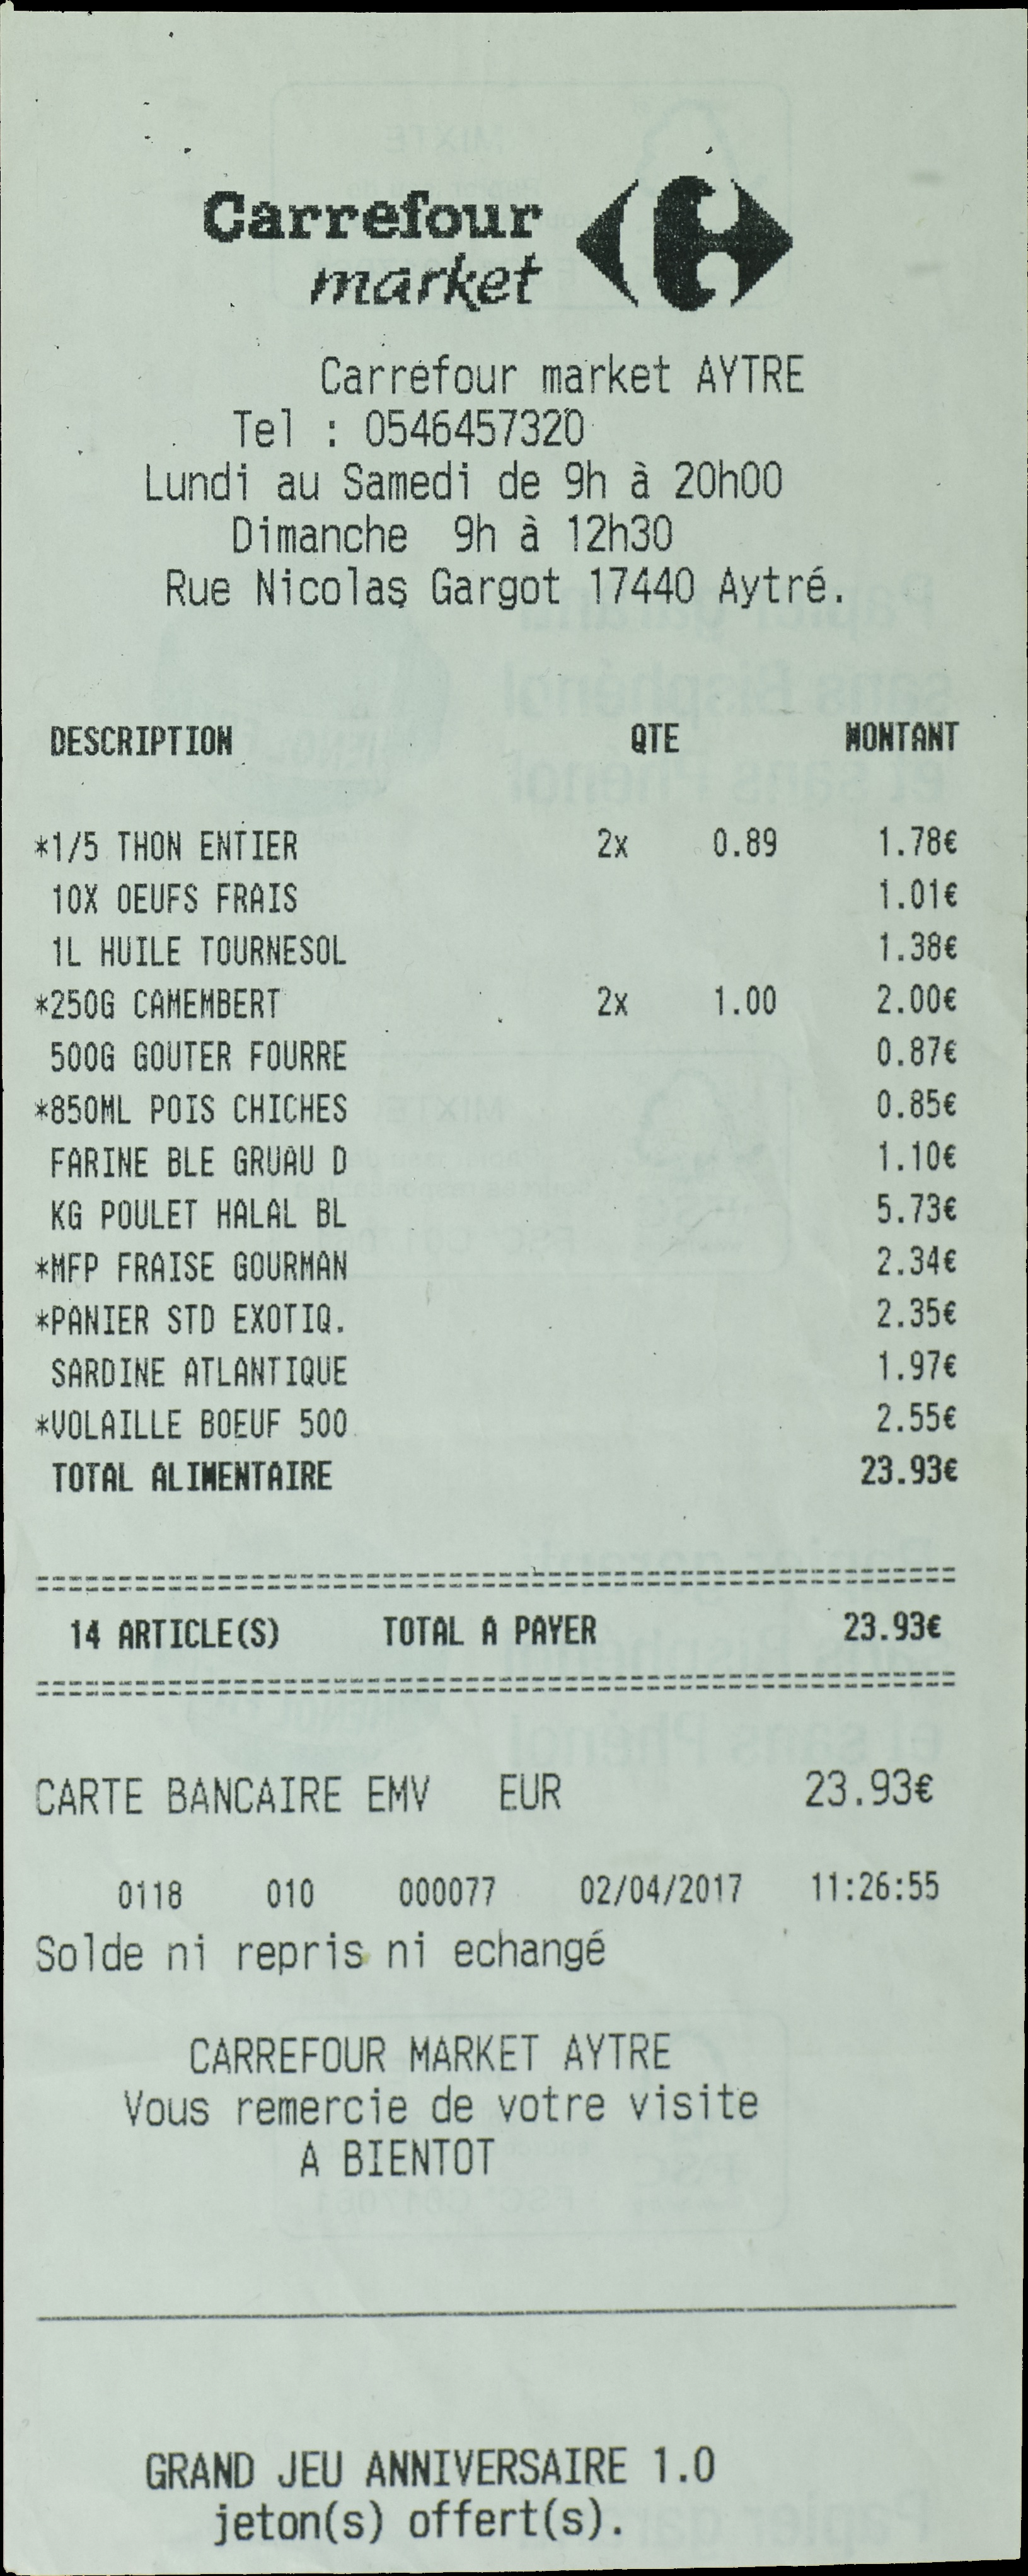 Carrefour
market
Carrefour market AYTRE
Tel : 0546457320
Lundi au Samedi de 9h à 20h00
Dimanche 9h à 12h30
Rue Nicolas Gargot 17440 Aytré.
DESCRIPTION QTE MONTANT
*1/5 THON ENTIER 2x 0.89 1.78€
10X OEUFS FRAIS 1.01€
1L HUILE TOURNESOL 1.38€
*250G CAMEMBERT 2x 1.00 2.00€
500G GOUTER FOURRE 0.87€
*850ML POIS CHICHES 0.85€
FARINE BLE GRUAU D 1.10€
KG POULET HALAL BL 5.73€
*MFP FRAISE GOURMAN 2.34€
*PANIER STD EXOTIQ. 2.35€
SARDINE ATLANTIQUE 1.97€
*VOLAILLE BOEUF 500 2.55€
TOTAL ALIMENTAIRE 23.93€
14 ARTICLE(S) TOTAL A PAYER 23.93€
CARTE BANCAIRE EMV EUR 23.93€
0118 010 000077 02/04/2017 11:26:55
Solde ni repris ni echangé
CARREFOUR MARKET AYTRE
Vous remercie de votre visite
A BIENTOT
GRAND JEU ANNIVERSAIRE 1.0
jeton(s) offert(s).